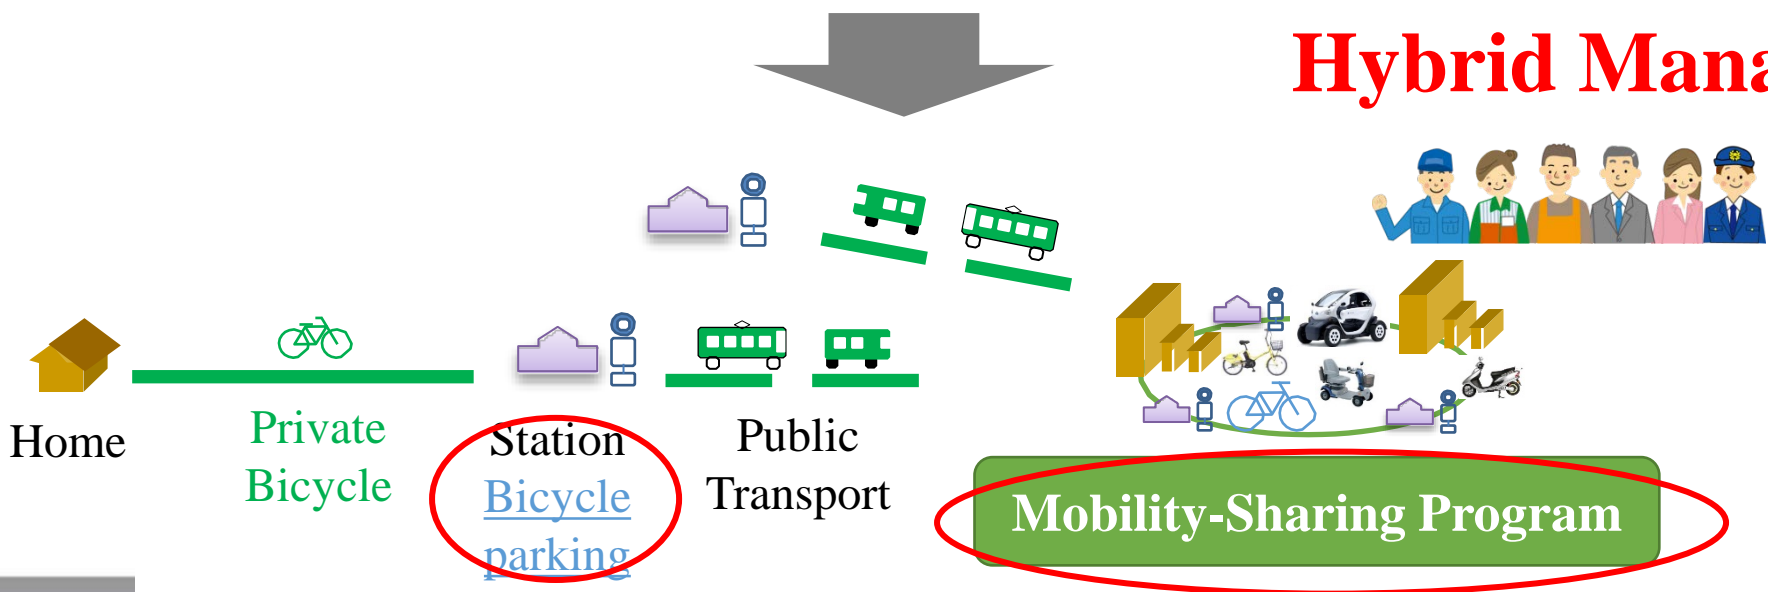 Hybrid Mana
Home
Private
Bicycle
Station
Bicycle
parking
Public
Transport
Mobility-Sharing Program